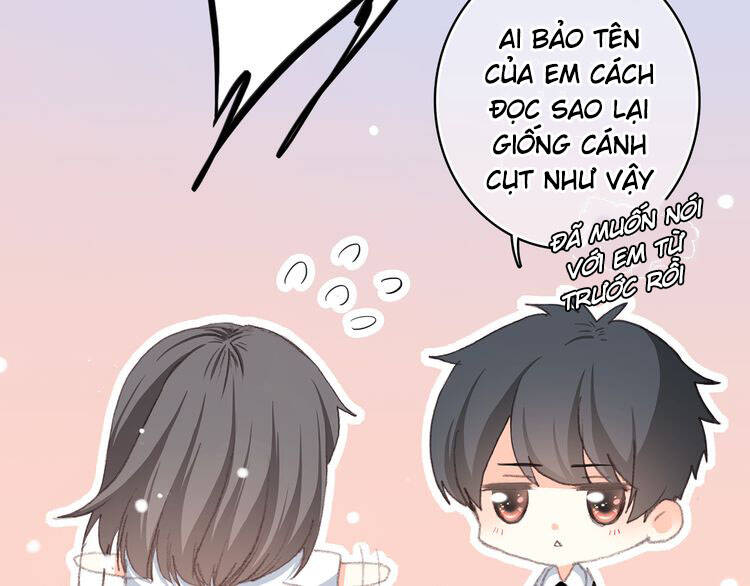 AI BẢO TÊN
CỦA EM CÁCH
ĐỌC SAO LẠI
GIỐNG CÁNH
CỤT NHƯ VẬY
ĐÃ MUỐN NÓI
VỚI EM TỪ
TRƯỚC RỒI